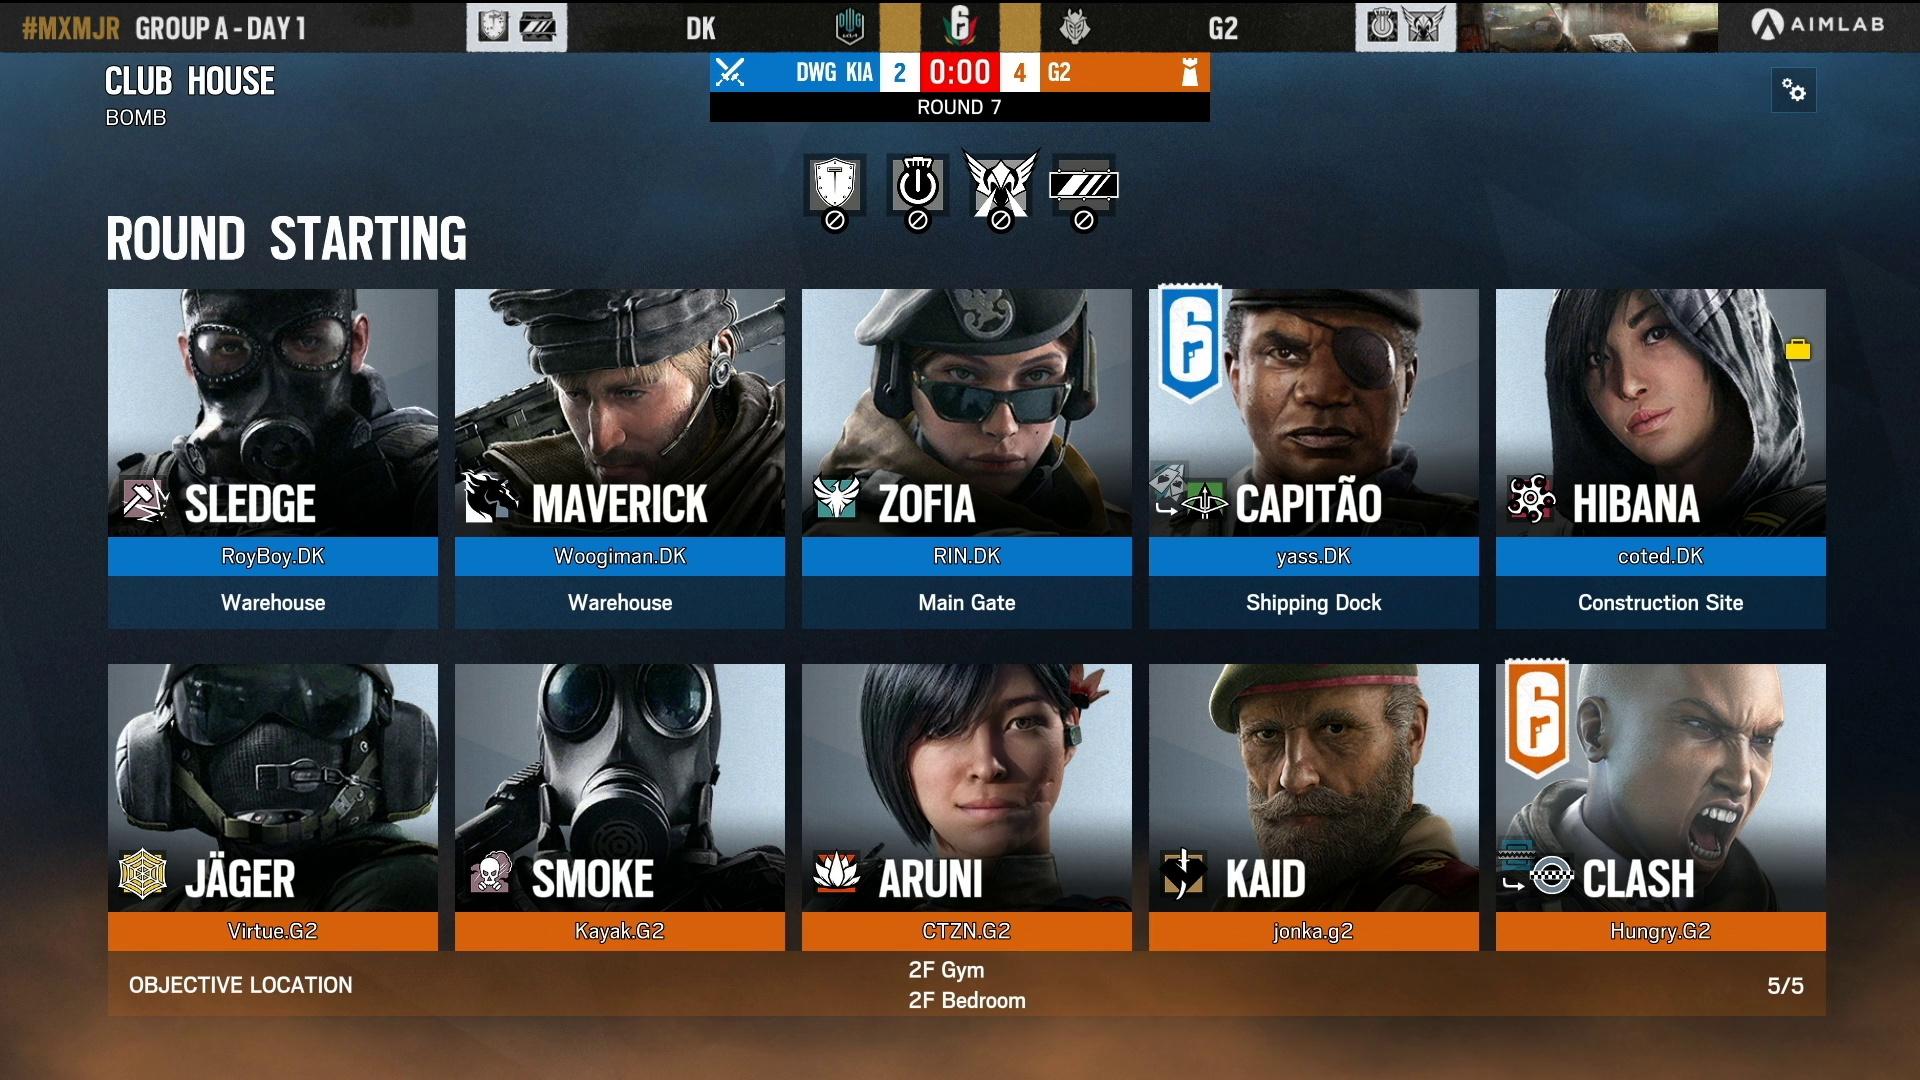 #MXMJR GROUP A - DAY 1
DK
G2
AIMLAB
CLUB HOUSE
BOMB
DWG KIA 2 0:00 4 G2
ROUND 7
ROUND STARTING
SLEDGE
MAVERICK
ZOFIA
CAPITÃO
HIBANA
RoyBoy.DK
Woogiman.DK
RIN.DK
yass.DK
coted.DK
Warehouse
Warehouse
Main Gate
Shipping Dock
Construction Site
JÄGER
SMOKE
ARUNI
KAID
CLASH
Virtue.G2
Kayak.G2
CTZN.G2
jonka.g2
Hungry.G2
OBJECTIVE LOCATION
2F Gym
2F Bedroom
5/5